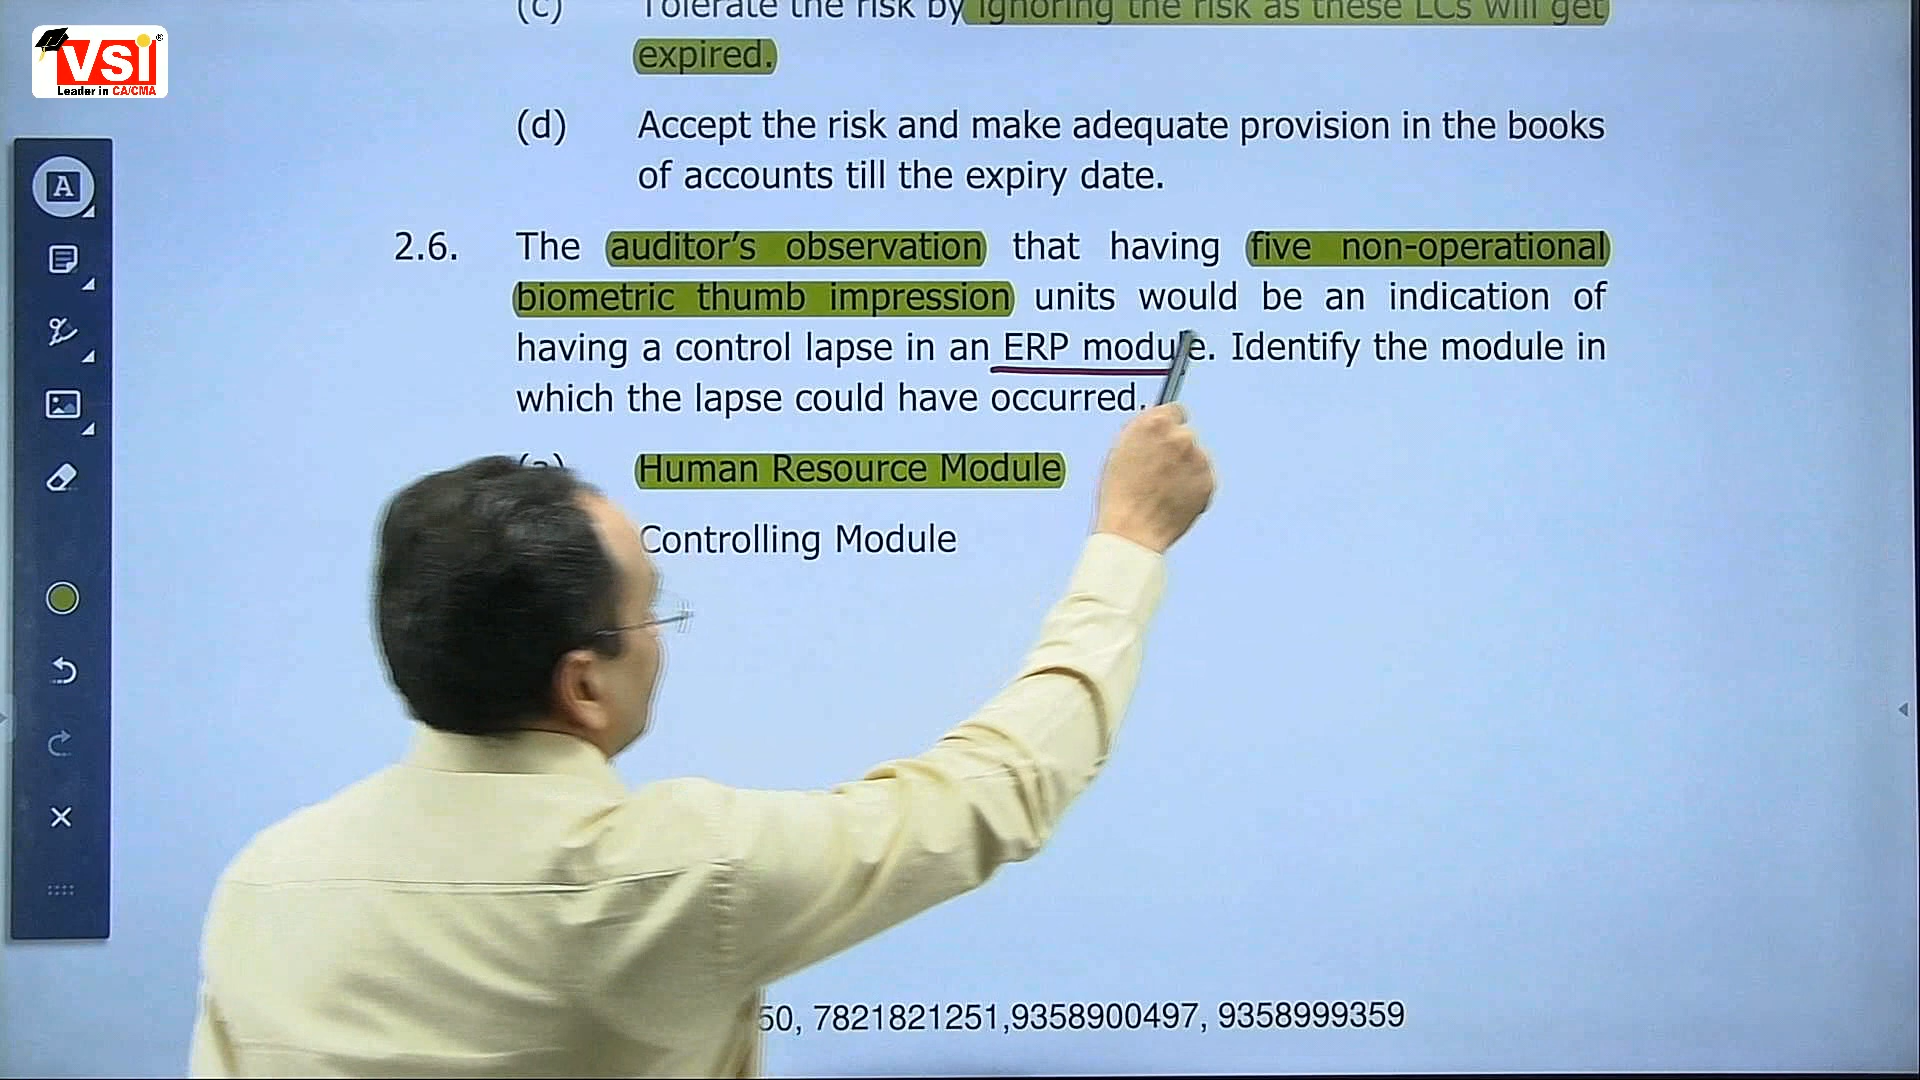 VSI
®
Leader in CA/CMA
(c) Tolerate the risk by ignoring the risk as these LCs will get
expired.
(d) Accept the risk and make adequate provision in the books
of accounts till the expiry date.
2.6. The auditor's observation that having five non-operational
biometric thumb impression units would be an indication of
having a control lapse in an ERP module. Identify the module in
which the lapse could have occurred.
(a) Human Resource Module
Controlling Module
50, 7821821251,9358900497, 9358999359
A